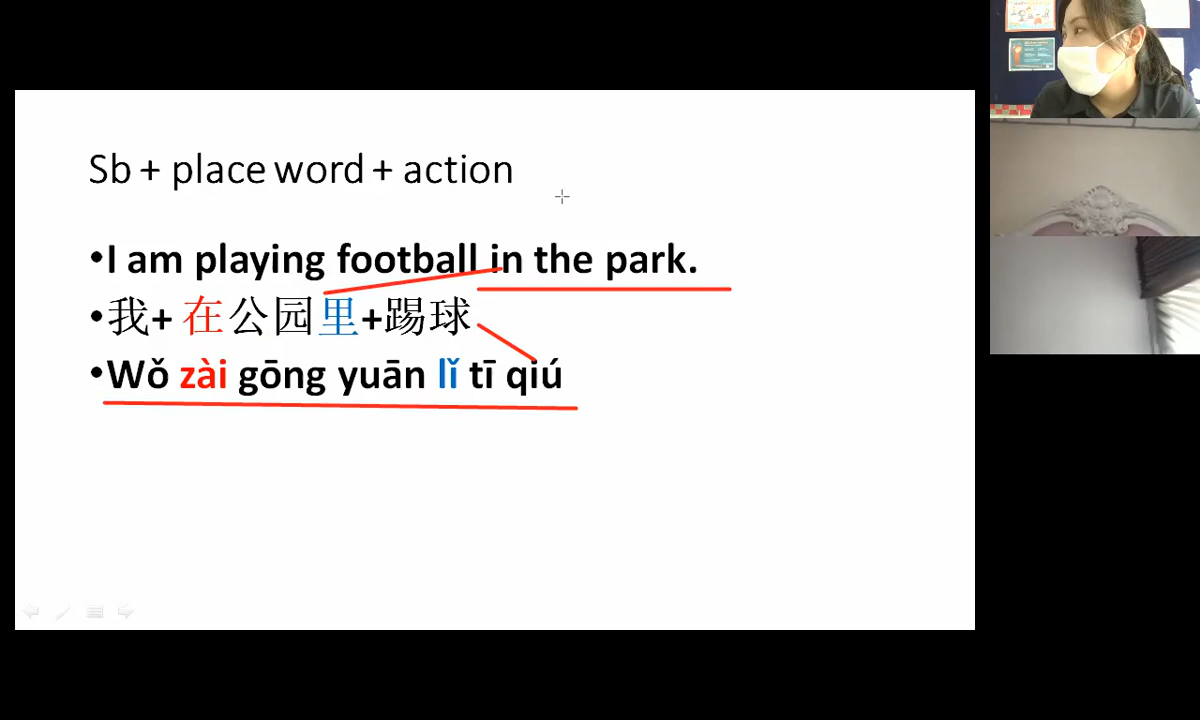 Sb + place word + action
•I am playing football in the park.
•我+ 在公园里+踢球
•Wǒ zài gōng yuān lǐ tī qiú